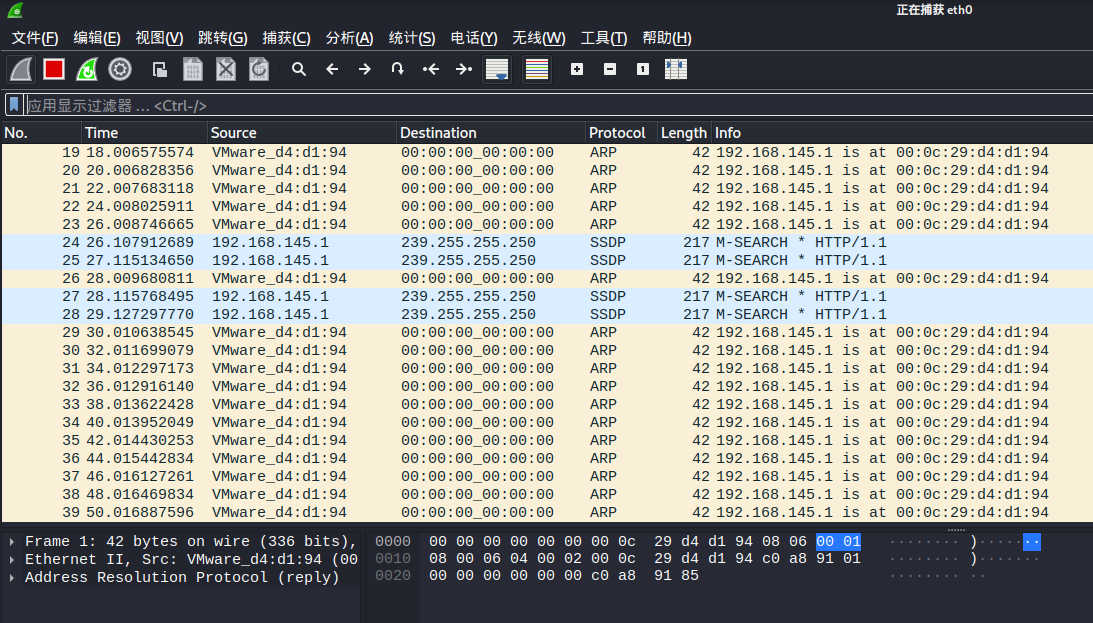 正在捕获 eth0
文件(F) 编辑(E) 视图(V) 跳转(G) 捕获(C) 分析(A) 统计(S) 电话(Y) 无线(W) 工具(T) 帮助(H)
应用显示过滤器 … <Ctrl-/>
No. Time Source Destination Protocol Length Info
19 18.006575574 VMware_d4:d1:94 00:00:00_00:00:00 ARP 42 192.168.145.1 is at 00:0c:29:d4:d1:94
20 20.006828356 VMware_d4:d1:94 00:00:00_00:00:00 ARP 42 192.168.145.1 is at 00:0c:29:d4:d1:94
21 22.007683118 VMware_d4:d1:94 00:00:00_00:00:00 ARP 42 192.168.145.1 is at 00:0c:29:d4:d1:94
22 24.008025911 VMware_d4:d1:94 00:00:00_00:00:00 ARP 42 192.168.145.1 is at 00:0c:29:d4:d1:94
23 26.008746665 VMware_d4:d1:94 00:00:00_00:00:00 ARP 42 192.168.145.1 is at 00:0c:29:d4:d1:94
24 26.107912689 192.168.145.1 239.255.255.250 SSDP 217 M-SEARCH * HTTP/1.1
25 27.115134650 192.168.145.1 239.255.255.250 SSDP 217 M-SEARCH * HTTP/1.1
26 28.009680811 VMware_d4:d1:94 00:00:00_00:00:00 ARP 42 192.168.145.1 is at 00:0c:29:d4:d1:94
27 28.115768495 192.168.145.1 239.255.255.250 SSDP 217 M-SEARCH * HTTP/1.1
28 29.127297770 192.168.145.1 239.255.255.250 SSDP 217 M-SEARCH * HTTP/1.1
29 30.010638545 VMware_d4:d1:94 00:00:00_00:00:00 ARP 42 192.168.145.1 is at 00:0c:29:d4:d1:94
30 32.011699079 VMware_d4:d1:94 00:00:00_00:00:00 ARP 42 192.168.145.1 is at 00:0c:29:d4:d1:94
31 34.012297173 VMware_d4:d1:94 00:00:00_00:00:00 ARP 42 192.168.145.1 is at 00:0c:29:d4:d1:94
32 36.012916140 VMware_d4:d1:94 00:00:00_00:00:00 ARP 42 192.168.145.1 is at 00:0c:29:d4:d1:94
33 38.013622428 VMware_d4:d1:94 00:00:00_00:00:00 ARP 42 192.168.145.1 is at 00:0c:29:d4:d1:94
34 40.013952049 VMware_d4:d1:94 00:00:00_00:00:00 ARP 42 192.168.145.1 is at 00:0c:29:d4:d1:94
35 42.014430253 VMware_d4:d1:94 00:00:00_00:00:00 ARP 42 192.168.145.1 is at 00:0c:29:d4:d1:94
36 44.015442834 VMware_d4:d1:94 00:00:00_00:00:00 ARP 42 192.168.145.1 is at 00:0c:29:d4:d1:94
37 46.016127261 VMware_d4:d1:94 00:00:00_00:00:00 ARP 42 192.168.145.1 is at 00:0c:29:d4:d1:94
38 48.016469834 VMware_d4:d1:94 00:00:00_00:00:00 ARP 42 192.168.145.1 is at 00:0c:29:d4:d1:94
39 50.016887596 VMware_d4:d1:94 00:00:00_00:00:00 ARP 42 192.168.145.1 is at 00:0c:29:d4:d1:94
Frame 1: 42 bytes on wire (336 bits),
Ethernet II, Src: VMware_d4:d1:94 (00
Address Resolution Protocol (reply)
0000 00 00 00 00 00 00 00 0c 29 d4 d1 94 08 06 00 01 ········ )·······
0010 08 00 06 04 00 02 00 0c 29 d4 d1 94 c0 a8 91 01 ········ )·······
0020 00 00 00 00 00 00 c0 a8 91 85 ········ ··